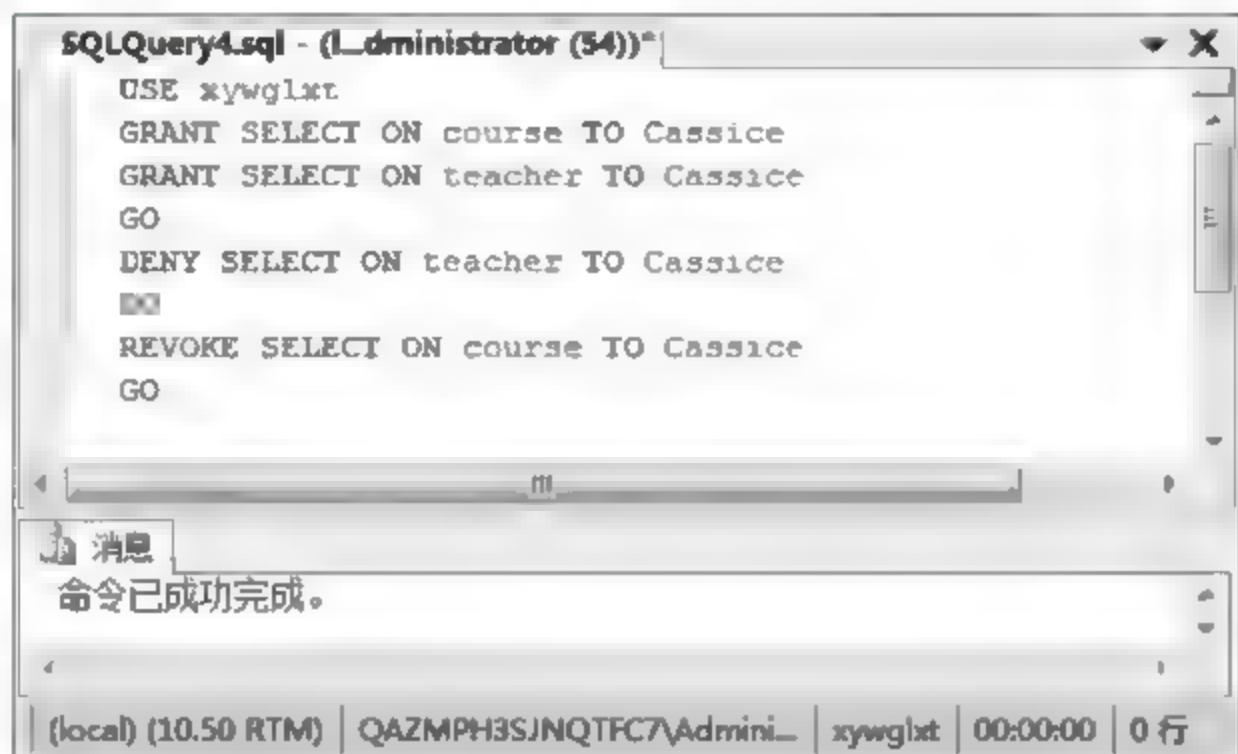 SQLQuery4.sql - (l...dministrator (54))*
USE xywglxt
GRANT SELECT ON course TO Cassice
GRANT SELECT ON teacher TO Cassice
GO
DENY SELECT ON teacher TO Cassice
DO
REVOKE SELECT ON course TO Cassice
GO
消息
命令已成功完成。
(local) (10.50 RTM) QAZMPH3SJNQTFC7\Admini... xywglxt 00:00:00 0 行